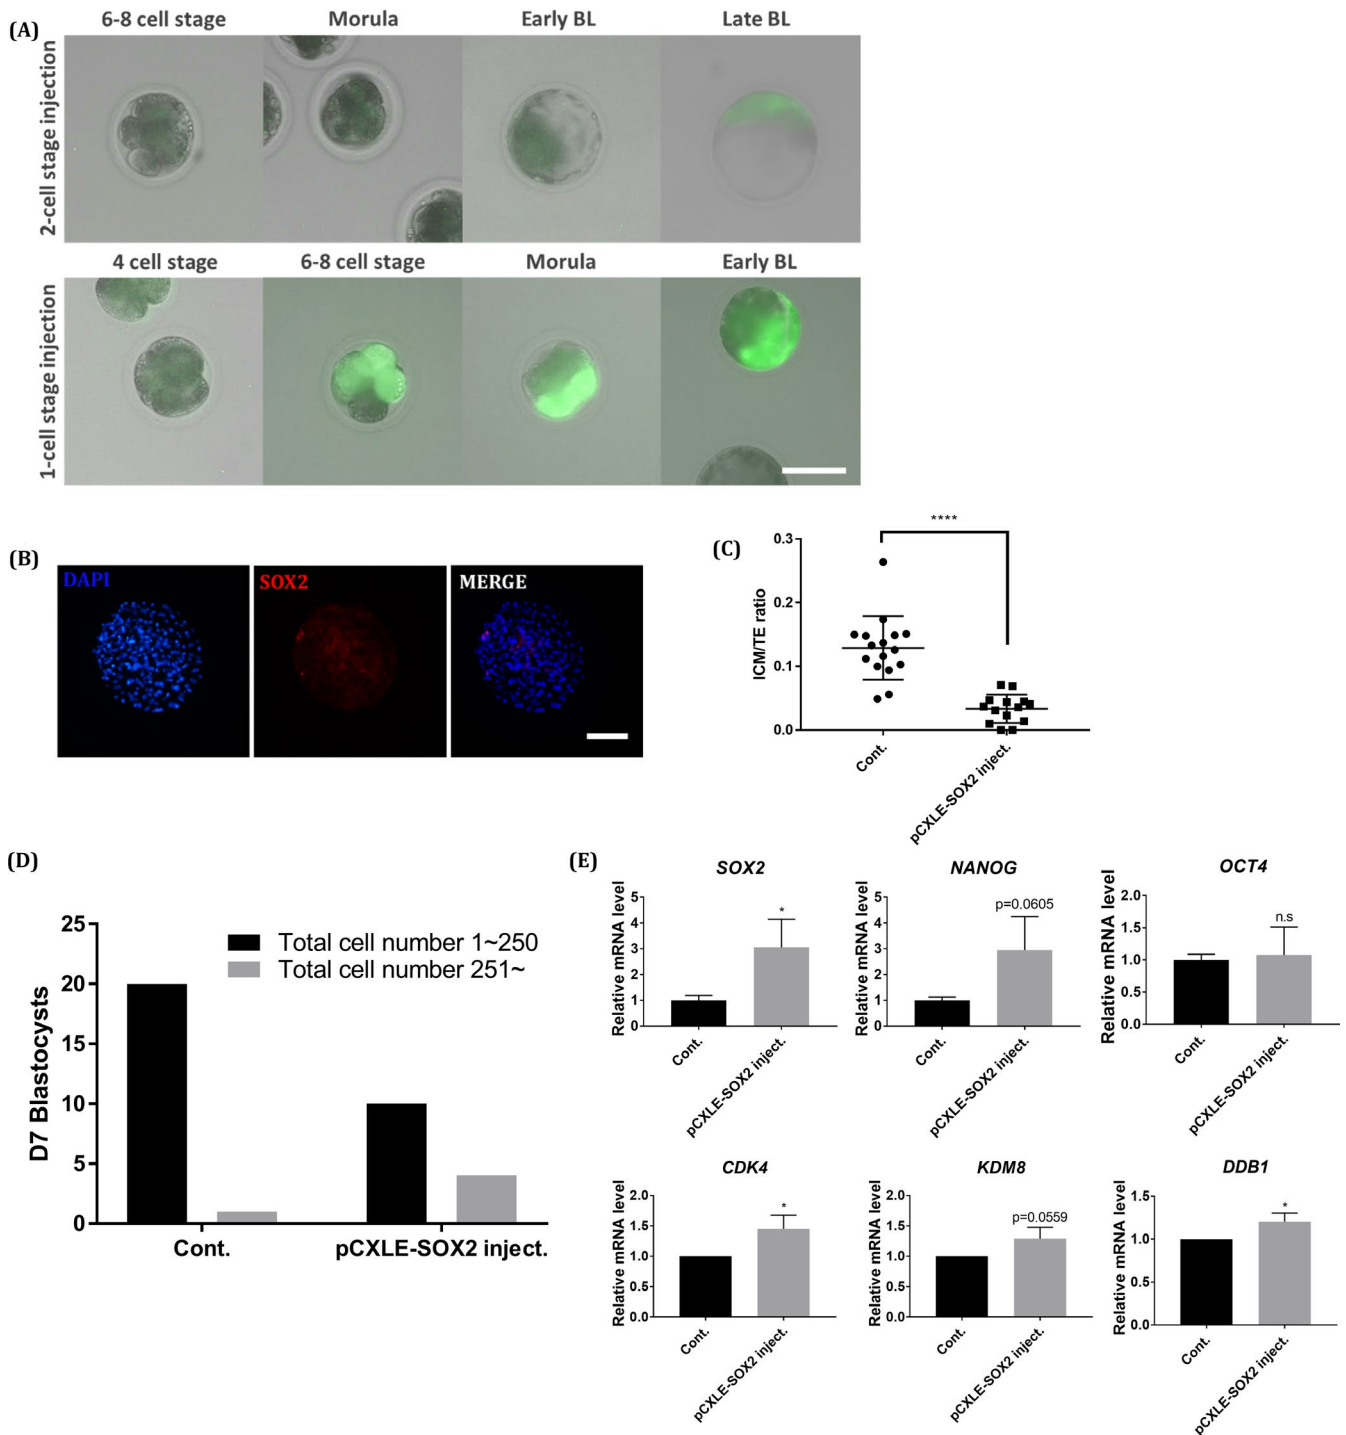 (A)
6-8 cell stage Morula Early BL Late BL
2-cell stage injection
4 cell stage 6-8 cell stage Morula Early BL
1-cell stage injection
(B)
DAPI SOX2 MERGE
(C)
****
ICM/TE ratio
0.3
0.2
0.1
0.0
Cont.
pCXLE-SOX2 inject.
(D)
D7 Blastocysts
25
20
15
10
5
0
Total cell number 1~250
Total cell number 251~
Cont. pCXLE-SOX2 inject.
(E)
SOX2
Relative mRNA level
5
4
3
2
1
0
*
Cont.
pCXLE-SOX2 inject.
NANOG
Relative mRNA level
5
4
3
2
1
0
p=0.0605
Cont.
pCXLE-SOX2 inject.
OCT4
Relative mRNA level
2.0
1.5
1.0
0.5
0.0
n.s
Cont.
pCXLE-SOX2 inject.
CDK4
Relative mRNA level
2.0
1.5
1.0
0.5
0.0
*
Cont.
pCXLE-SOX2 inject.
KDM8
Relative mRNA level
2.0
1.5
1.0
0.5
0.0
p=0.0559
Cont.
pCXLE-SOX2 inject.
DDB1
Relative mRNA level
1.5
1.0
0.5
0.0
*
Cont.
pCXLE-SOX2 inject.